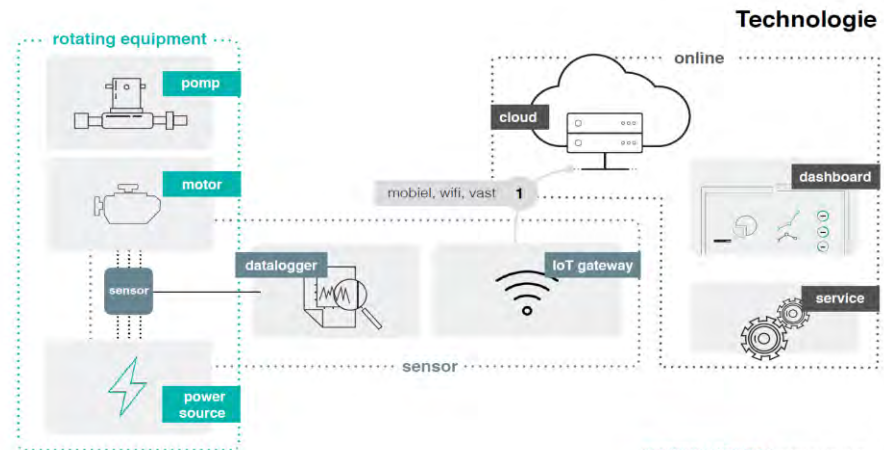 Technologie
rotating equipment
pomp
motor
sensor
power
source
datalogger
IoT gateway
sensor
mobiel, wifi, vast 1
online
cloud
dashboard
service